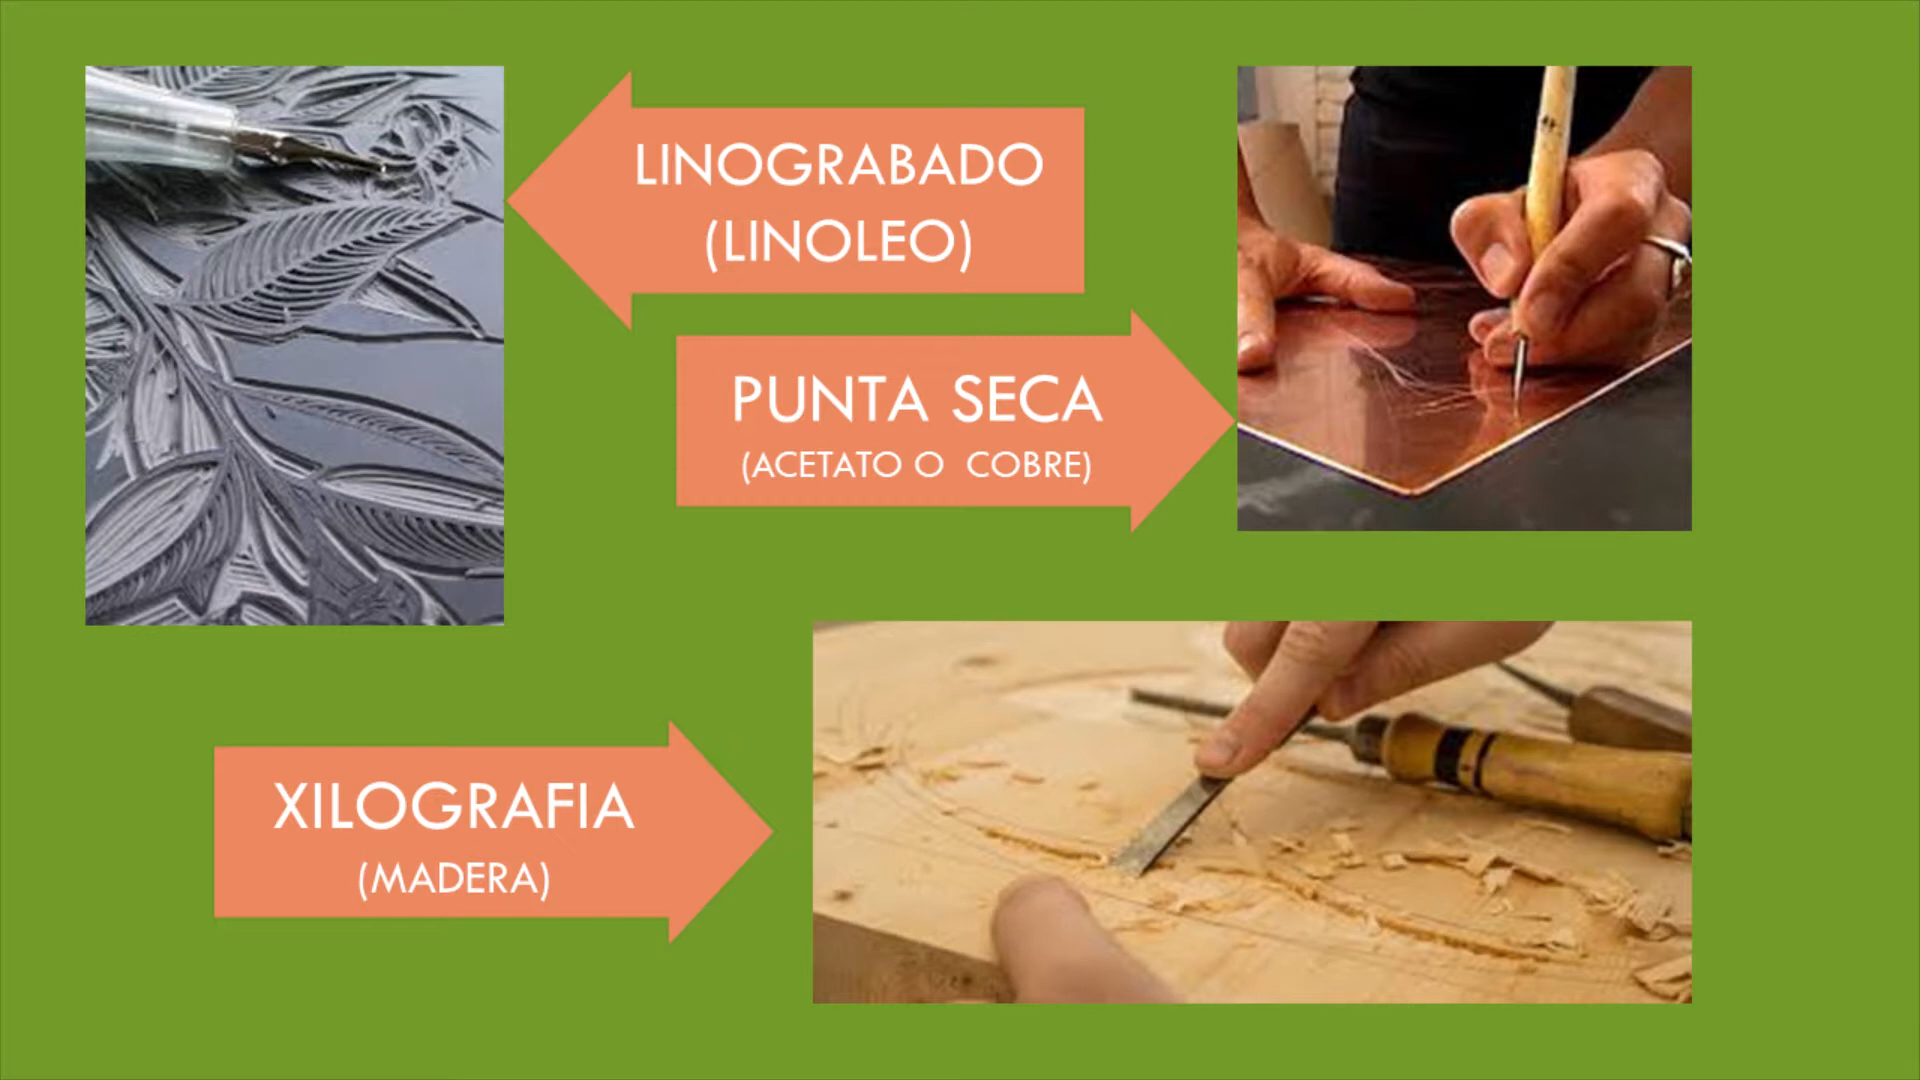 LINOGRABADO
(LINOLEO)
PUNTA SECA
(ACETATO O COBRE)
XILOGRAFIA
(MADERA)